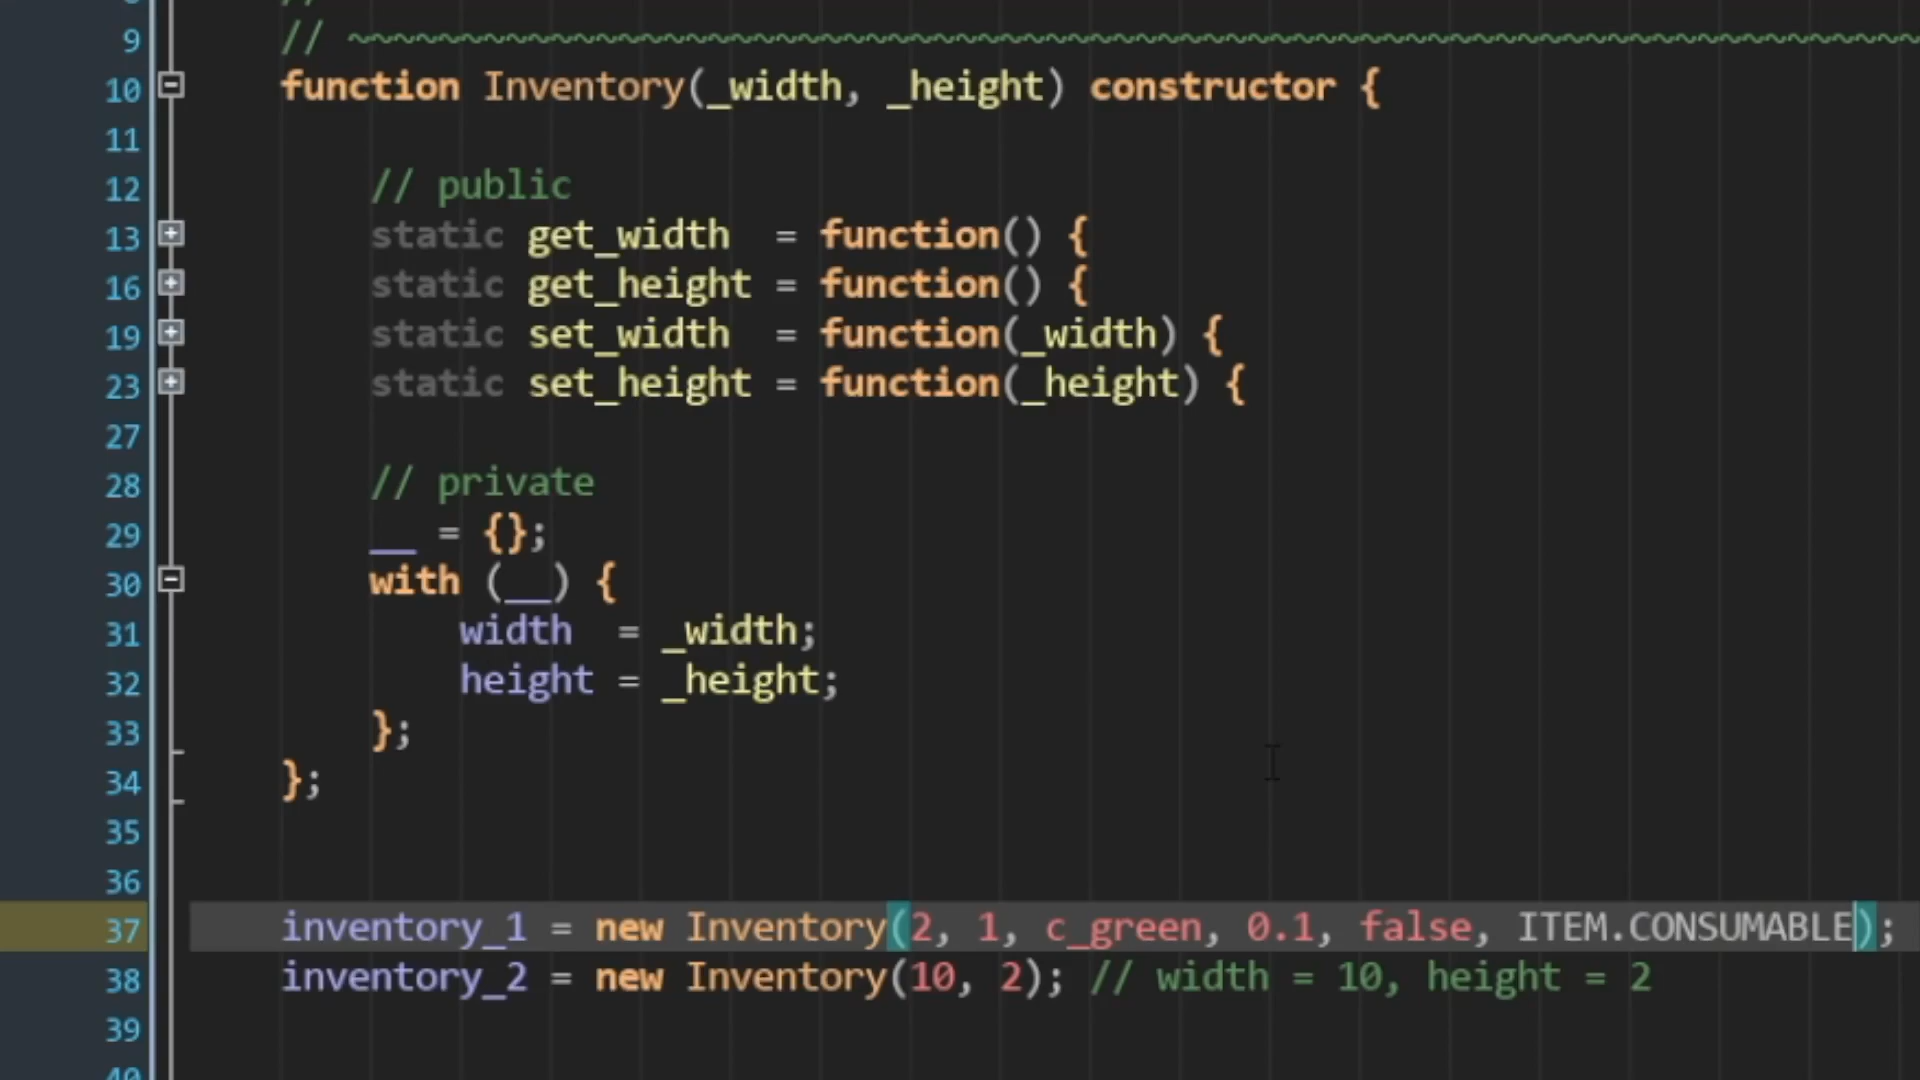 9 // ~~~~~~~~~~~~~~~~~~~~~~~~~~~~~~~~~~~~~~~~~~~~~~~~~~~~~~~~~~~~~~~~~~~~~~
10 function Inventory(_width, _height) constructor {
11
12 // public
13 static get_width  = function() {
16 static get_height = function() {
19 static set_width  = function(_width) {
23 static set_height = function(_height) {
27
28 // private
29 __ = {};
30 with (__) {
31 width  = _width;
32 height = _height;
33 };
34 };
35
36
37 inventory_1 = new Inventory(2, 1, c_green, 0.1, false, ITEM.CONSUMABLE);
38 inventory_2 = new Inventory(10, 2); // width = 10, height = 2
39
40